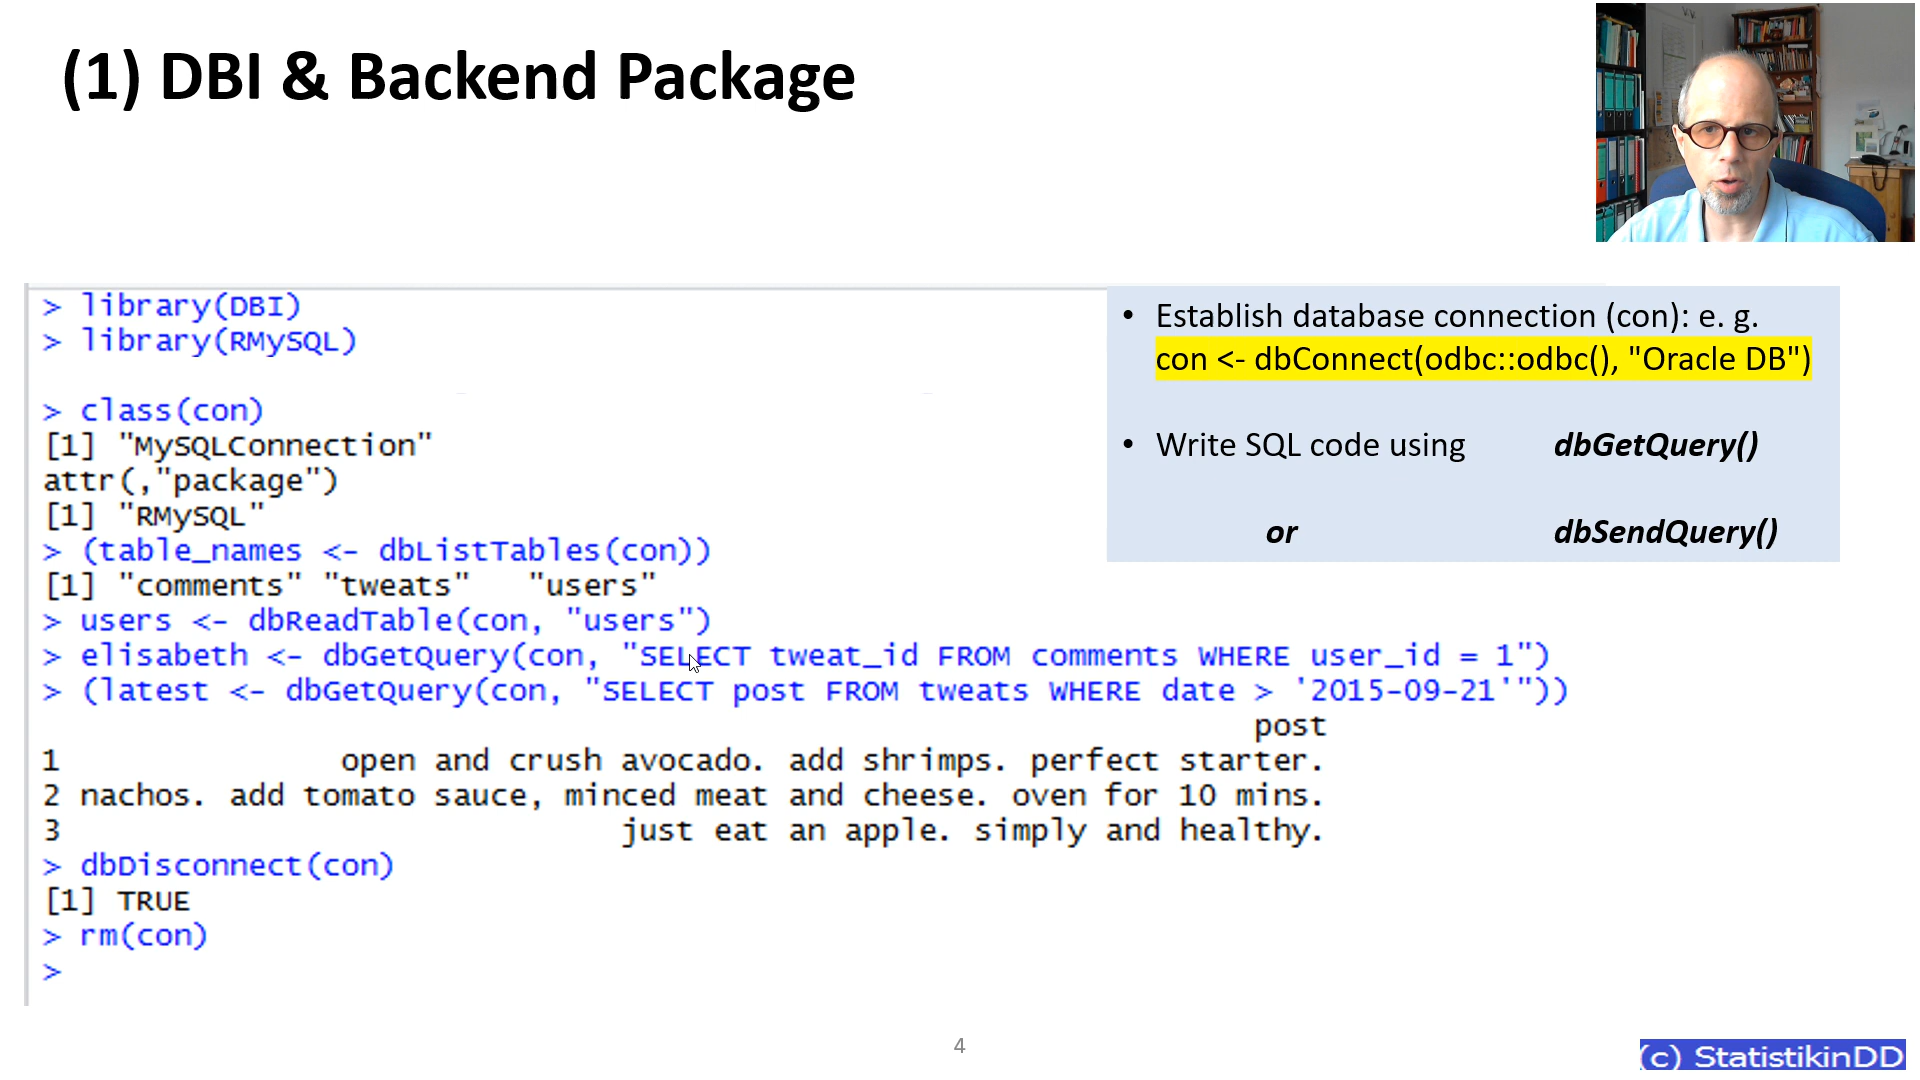 (1) DBI & Backend Package
> library(DBI)
> library(RMySQL)
> class(con)
[1] "MySQLConnection"
attr(,"package")
[1] "RMySQL"
> (table_names <- dbListTables(con))
[1] "comments" "tweats"   "users"
> users <- dbReadTable(con, "users")
> elisabeth <- dbGetQuery(con, "SELECT tweat_id FROM comments WHERE user_id = 1")
> (latest <- dbGetQuery(con, "SELECT post FROM tweats WHERE date > '2015-09-21'"))
post
1 open and crush avocado. add shrimps. perfect starter.
2 nachos. add tomato sauce, minced meat and cheese. oven for 10 mins.
3 just eat an apple. simply and healthy.
> dbDisconnect(con)
[1] TRUE
> rm(con)
>
• Establish database connection (con): e. g.
con <- dbConnect(odbc::odbc(), "Oracle DB")
• Write SQL code using dbGetQuery()
or dbSendQuery()
4
(c) StatistikinDD